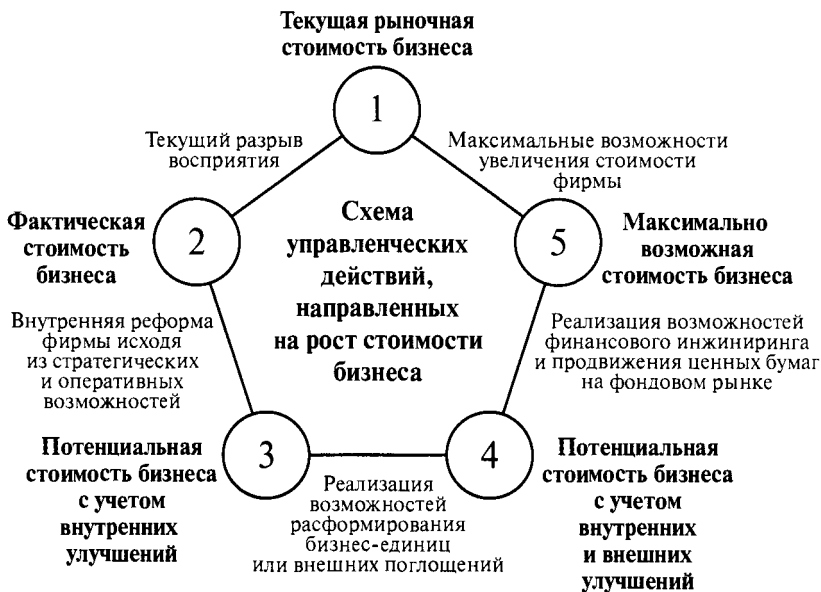 Текущая рыночная
стоимость бизнеса
1
Текущий разрыв
восприятия
Максимальные возможности
увеличения стоимости
фирмы
Фактическая
стоимость
бизнеса
2
Схема
управленческих
действий,
направленных
на рост стоимости
бизнеса
5
Максимально
возможная
стоимость бизнеса
Внутренняя реформа
фирмы исходя
из стратегических
и оперативных
возможностей
Реализация возможностей
финансового инжиниринга
и продвижения ценных бумаг
на фондовом рынке
Потенциальная
стоимость бизнеса
с учетом
внутренних
улучшений
3
Реализация
возможностей
расформирования
бизнес-единиц
или внешних поглощений
4
Потенциальная
стоимость бизнеса
с учетом
внутренних
и внешних
улучшений